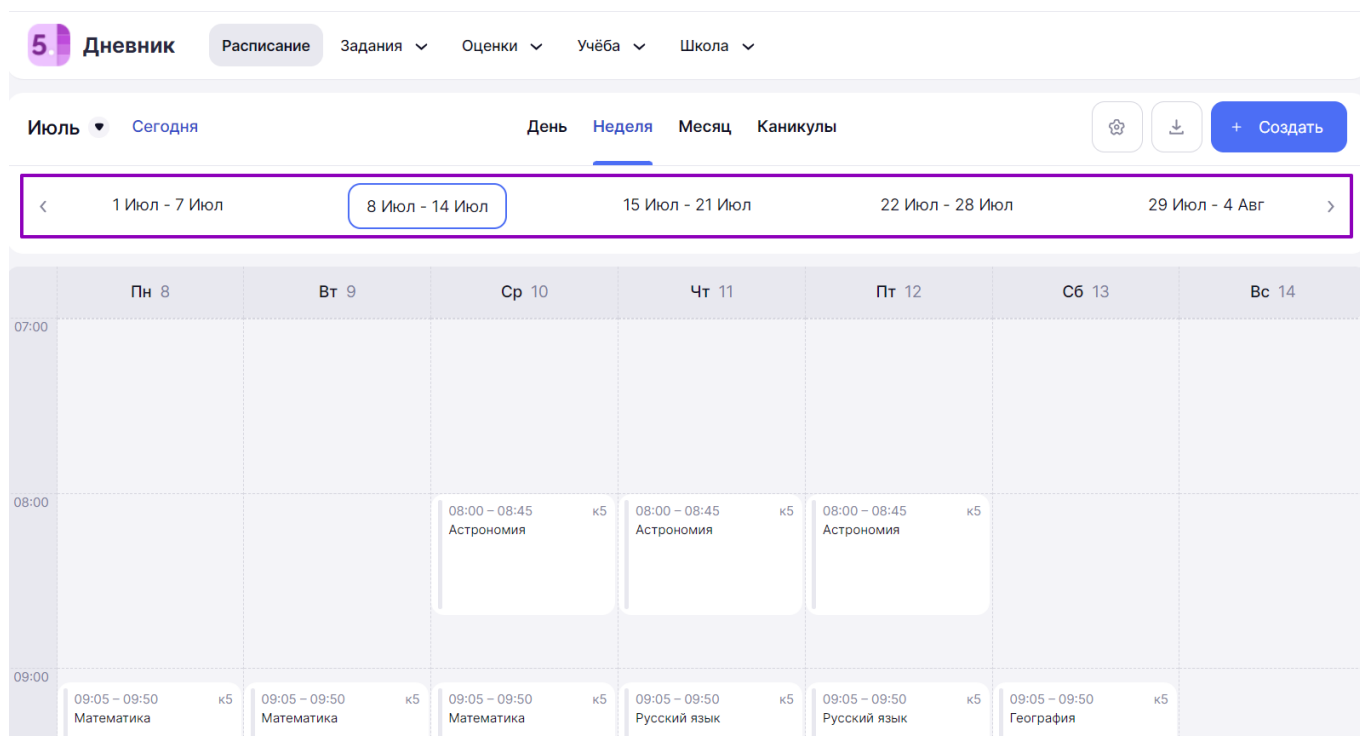 5. Дневник Расписание Задания Оценки Учёба Школа
Июль Сегодня День Неделя Месяц Каникулы + Создать
1 Июл - 7 Июл 8 Июл - 14 Июл 15 Июл - 21 Июл 22 Июл - 28 Июл 29 Июл - 4 Авг
Пн 8 Вт 9 Ср 10 Чт 11 Пт 12 Сб 13 Вс 14
07:00
08:00
08:00 – 08:45 к5 08:00 – 08:45 к5 08:00 – 08:45 к5
Астрономия Астрономия Астрономия
09:00
09:05 – 09:50 к5 09:05 – 09:50 к5 09:05 – 09:50 к5 09:05 – 09:50 к5 09:05 – 09:50 к5 09:05 – 09:50 к5
Математика Математика Математика Русский язык Русский язык География